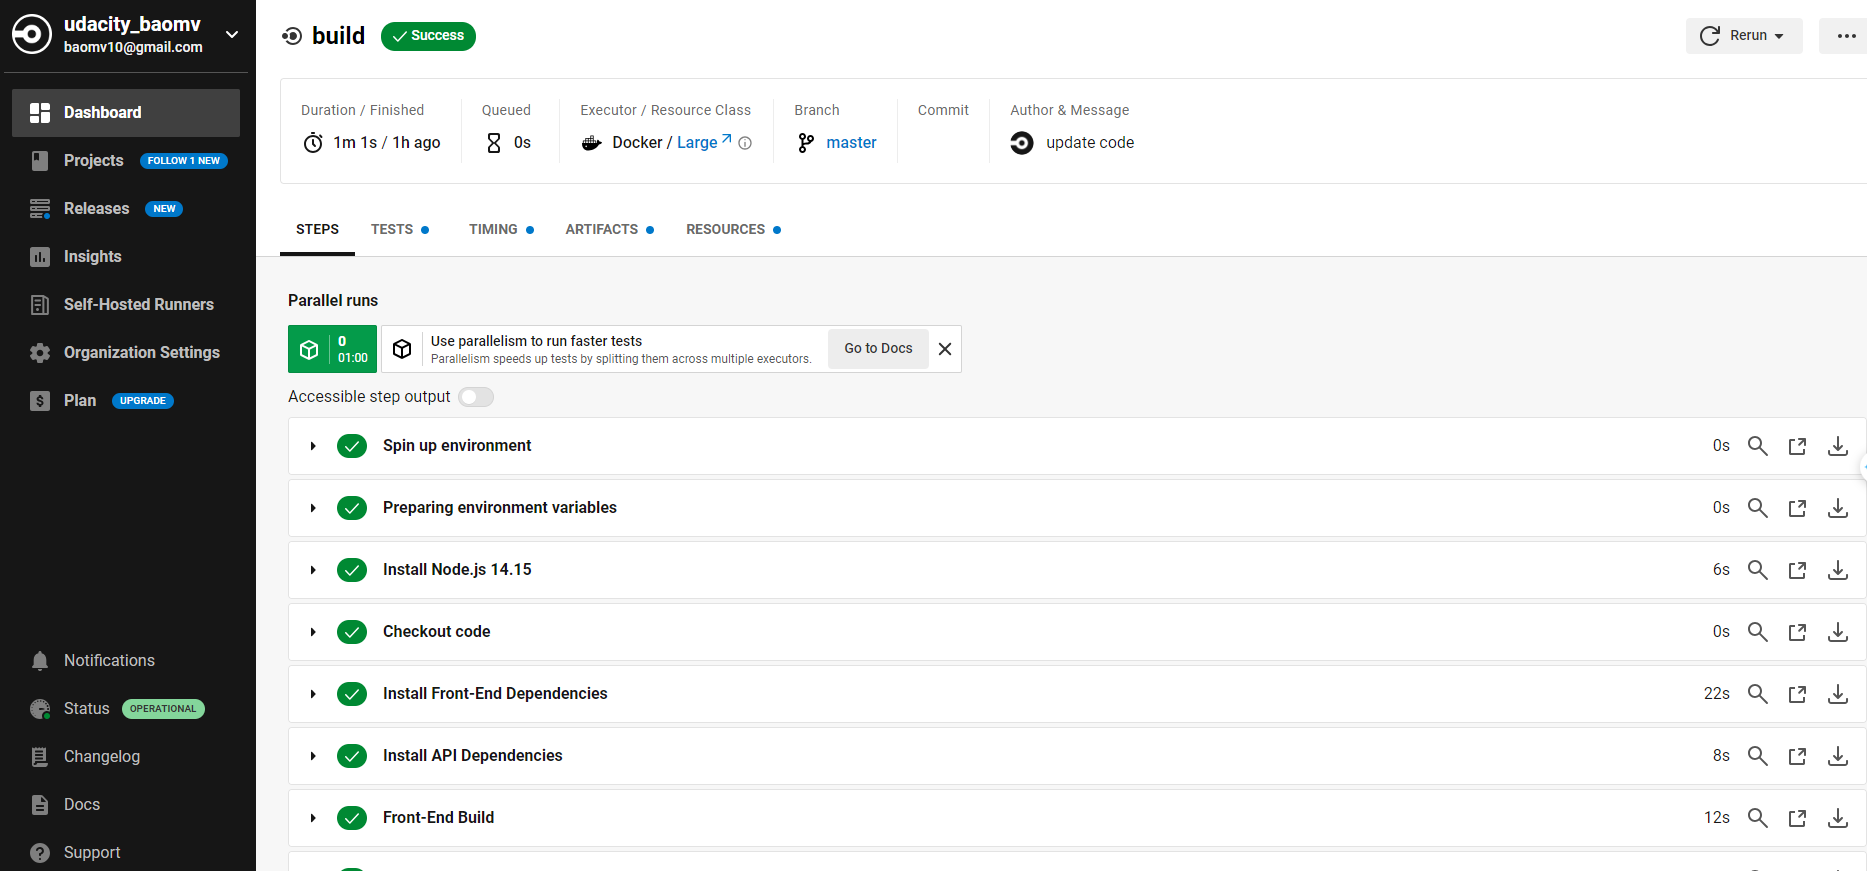 udacity_baomv
baomv10@gmail.com
Dashboard
Projects FOLLOW 1 NEW
Releases NEW
Insights
Self-Hosted Runners
Organization Settings
Plan UPGRADE
Notifications
Status OPERATIONAL
Changelog
Docs
Support
build Success
Rerun
Duration / Finished
1m 1s / 1h ago
Queued
0s
Executor / Resource Class
Docker / Large
Branch
master
Commit
Author & Message
update code
STEPS TESTS TIMING ARTIFACTS RESOURCES
Parallel runs
0
01:00
Use parallelism to run faster tests
Parallelism speeds up tests by splitting them across multiple executors.
Go to Docs
Accessible step output
Spin up environment 0s
Preparing environment variables 0s
Install Node.js 14.15 6s
Checkout code 0s
Install Front-End Dependencies 22s
Install API Dependencies 8s
Front-End Build 12s